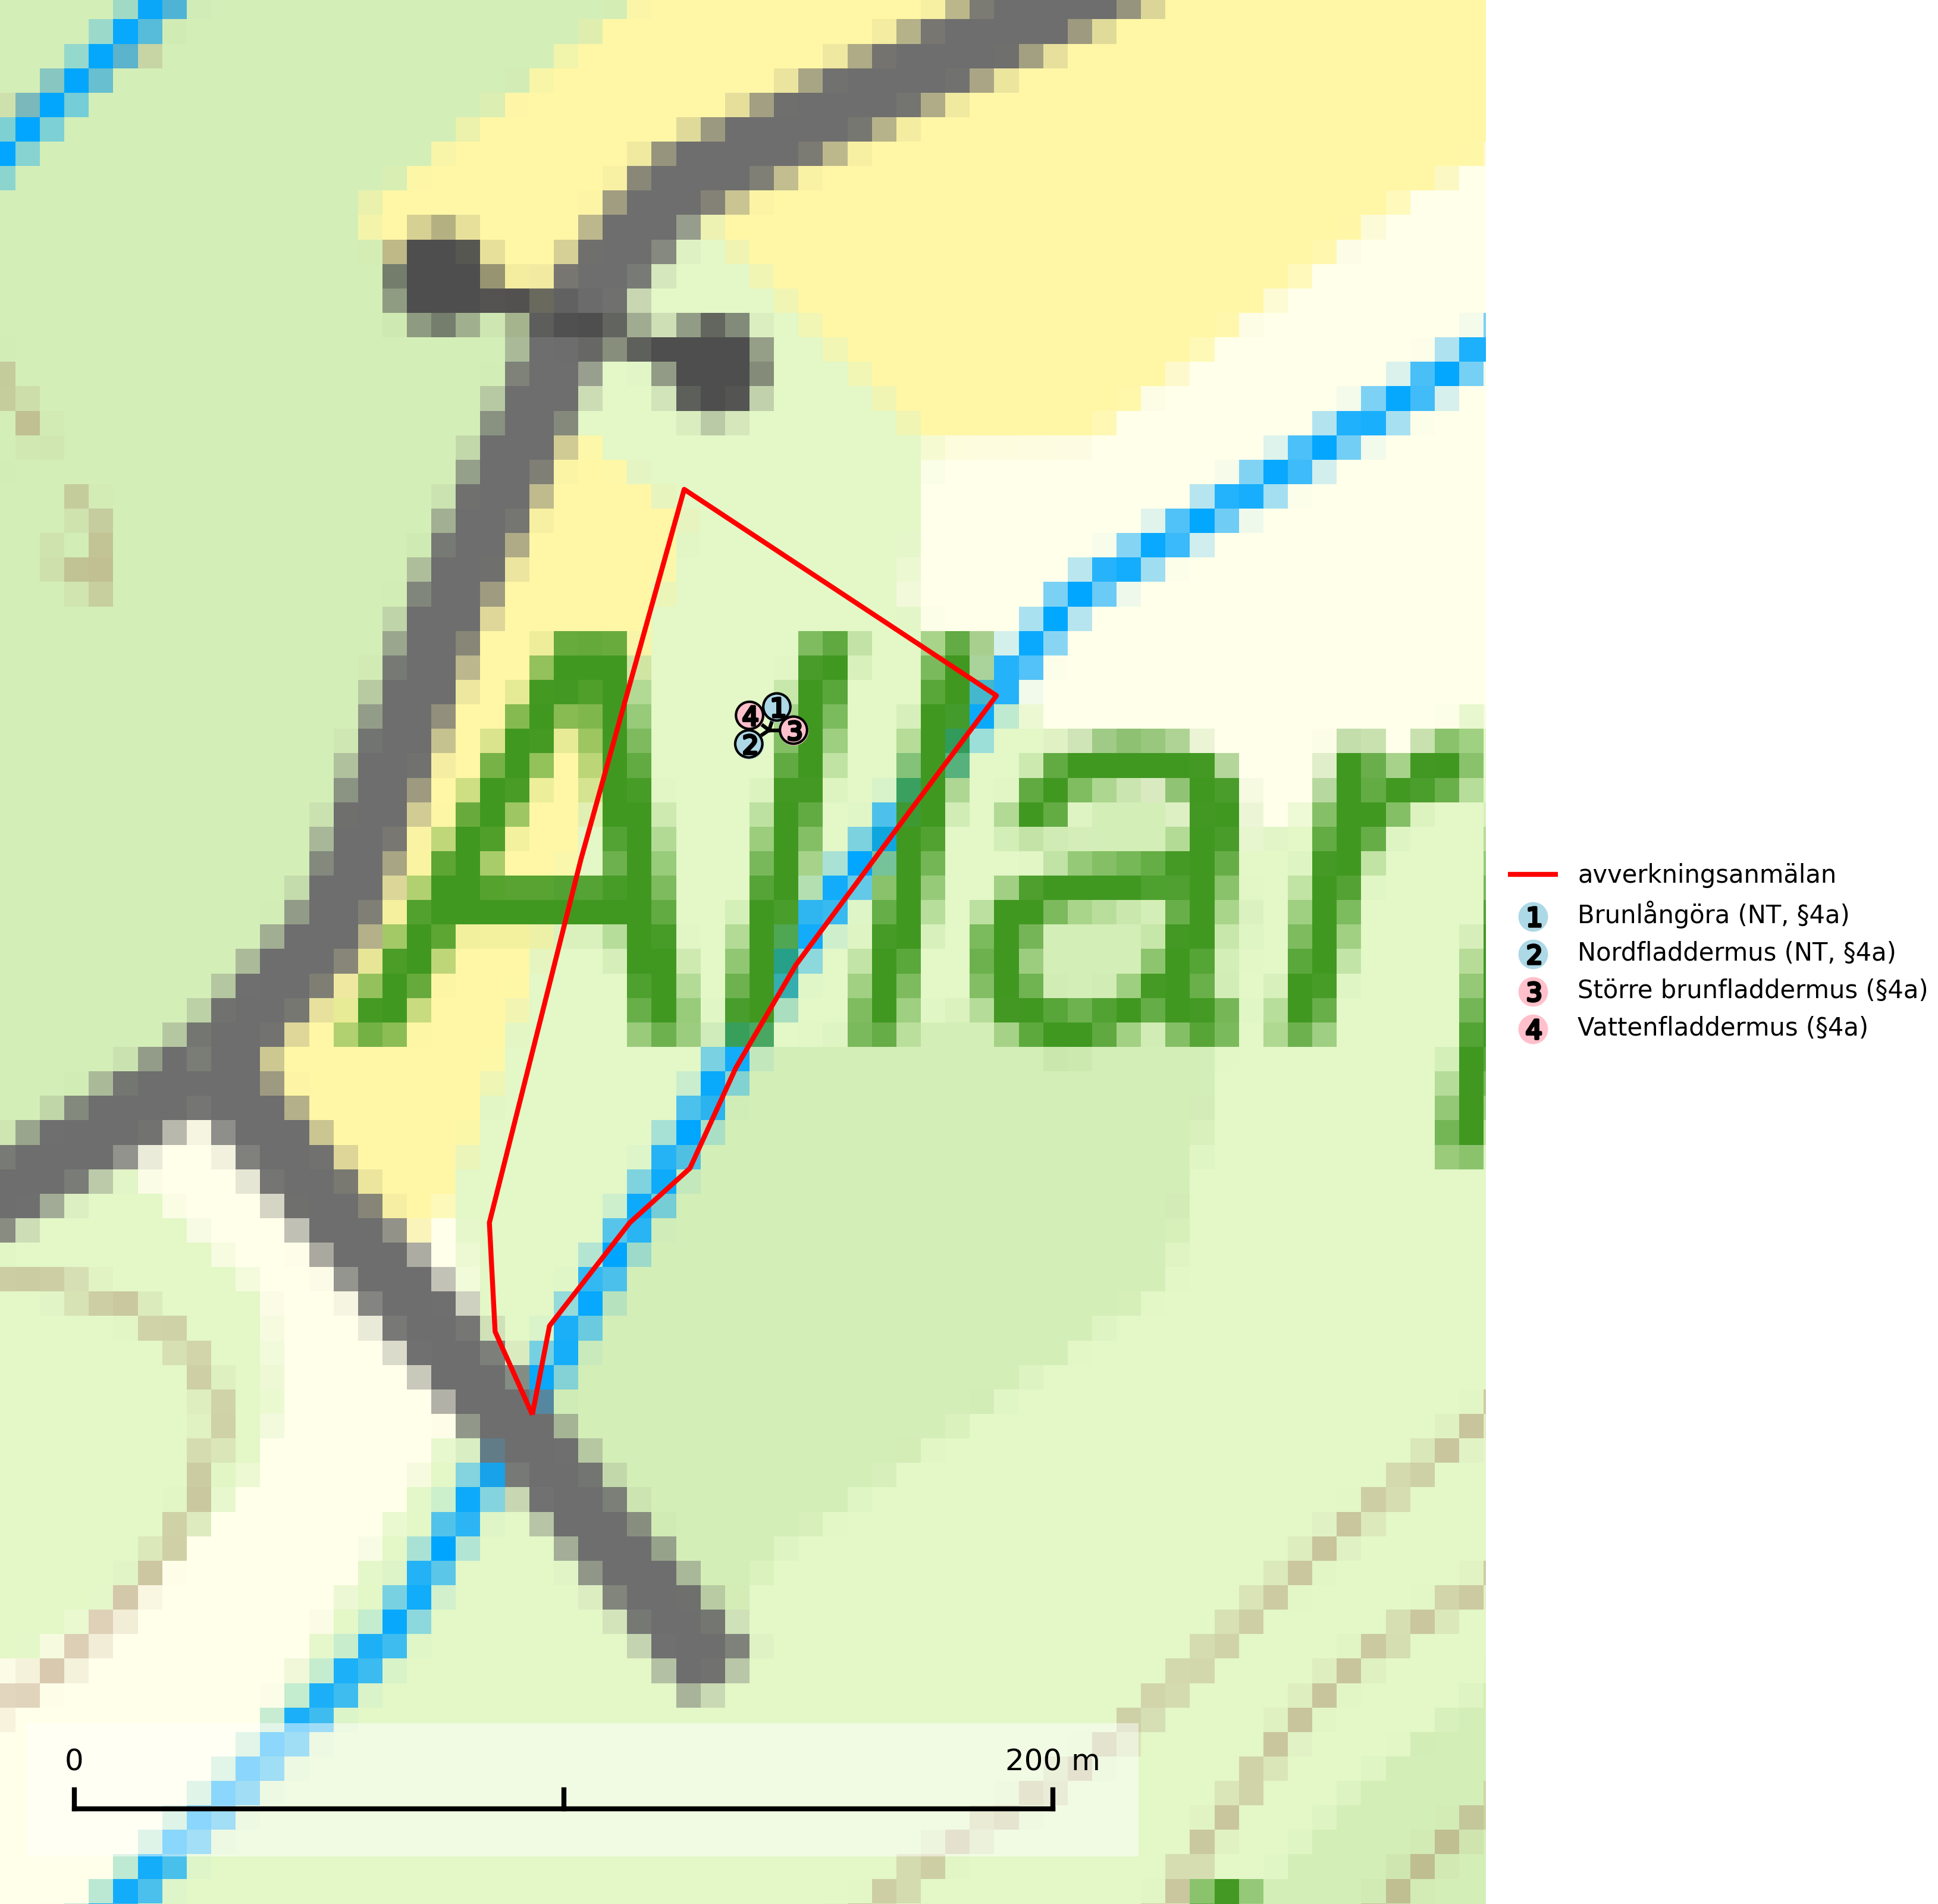 Allar
4 1
3
2
avverkningsanmälan
1 Brunlångöra (NT, §4a)
2 Nordfladdermus (NT, §4a)
3 Större brunfladdermus (§4a)
4 Vattenfladdermus (§4a)
0 200 m